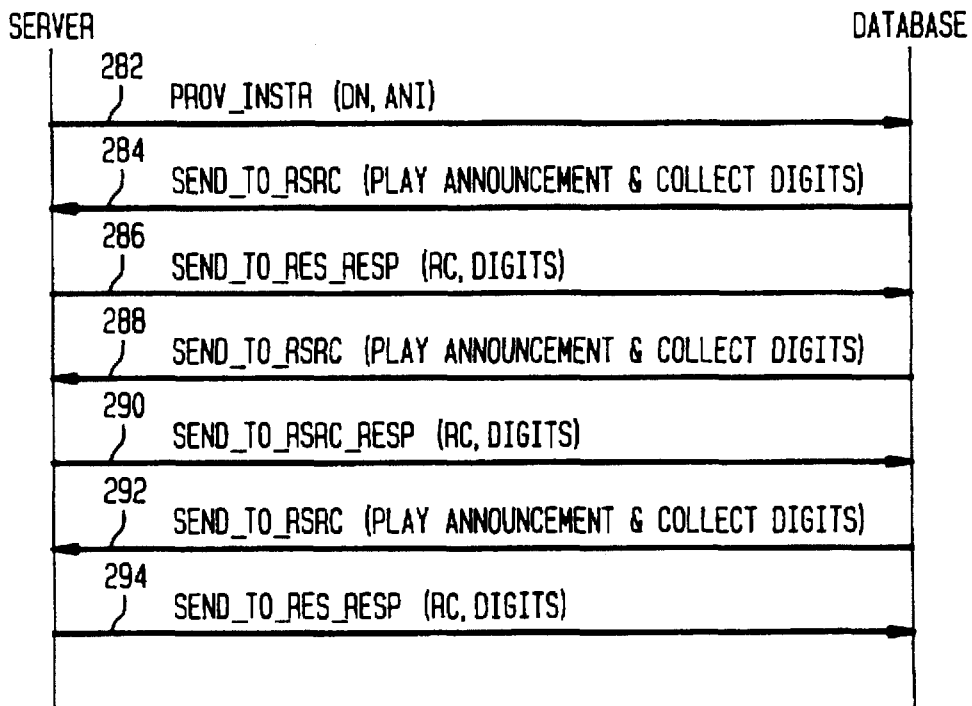 SERVER DATABASE
282
PROV_INSTR (DN, ANI)
284
SEND_TO_RSRC (PLAY ANNOUNCEMENT & COLLECT DIGITS)
286
SEND_TO_RES_RESP (RC, DIGITS)
288
SEND_TO_RSRC (PLAY ANNOUNCEMENT & COLLECT DIGITS)
290
SEND_TO_RSRC_RESP (RC, DIGITS)
292
SEND_TO_RSRC (PLAY ANNOUNCEMENT & COLLECT DIGITS)
294
SEND_TO_RES_RESP (RC, DIGITS)